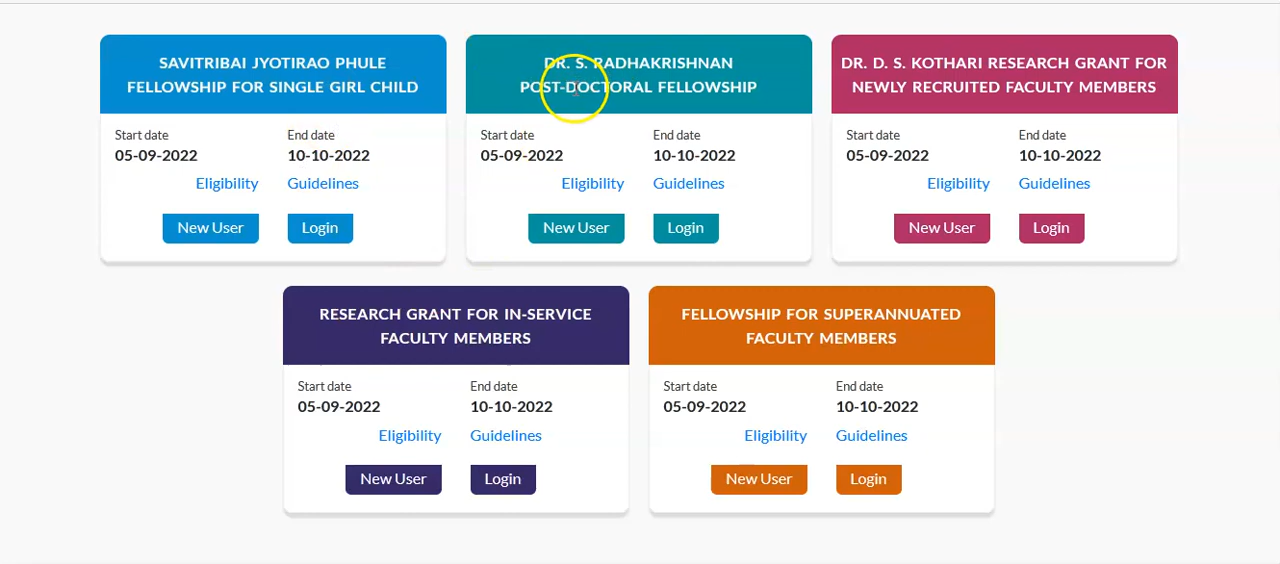 SAVITRIBAI JYOTIRAO PHULE
FELLOWSHIP FOR SINGLE GIRL CHILD
Start date
End date
05-09-2022
10-10-2022
Eligibility
Guidelines
New User
Login
DR. S. RADHAKRISHNAN
POST-DOCTORAL FELLOWSHIP
Start date
End date
05-09-2022
10-10-2022
Eligibility
Guidelines
New User
Login
DR. D. S. KOTHARI RESEARCH GRANT FOR
NEWLY RECRUITED FACULTY MEMBERS
Start date
End date
05-09-2022
10-10-2022
Eligibility
Guidelines
New User
Login
RESEARCH GRANT FOR IN-SERVICE
FACULTY MEMBERS
Start date
End date
05-09-2022
10-10-2022
Eligibility
Guidelines
New User
Login
FELLOWSHIP FOR SUPERANNUATED
FACULTY MEMBERS
Start date
End date
05-09-2022
10-10-2022
Eligibility
Guidelines
New User
Login